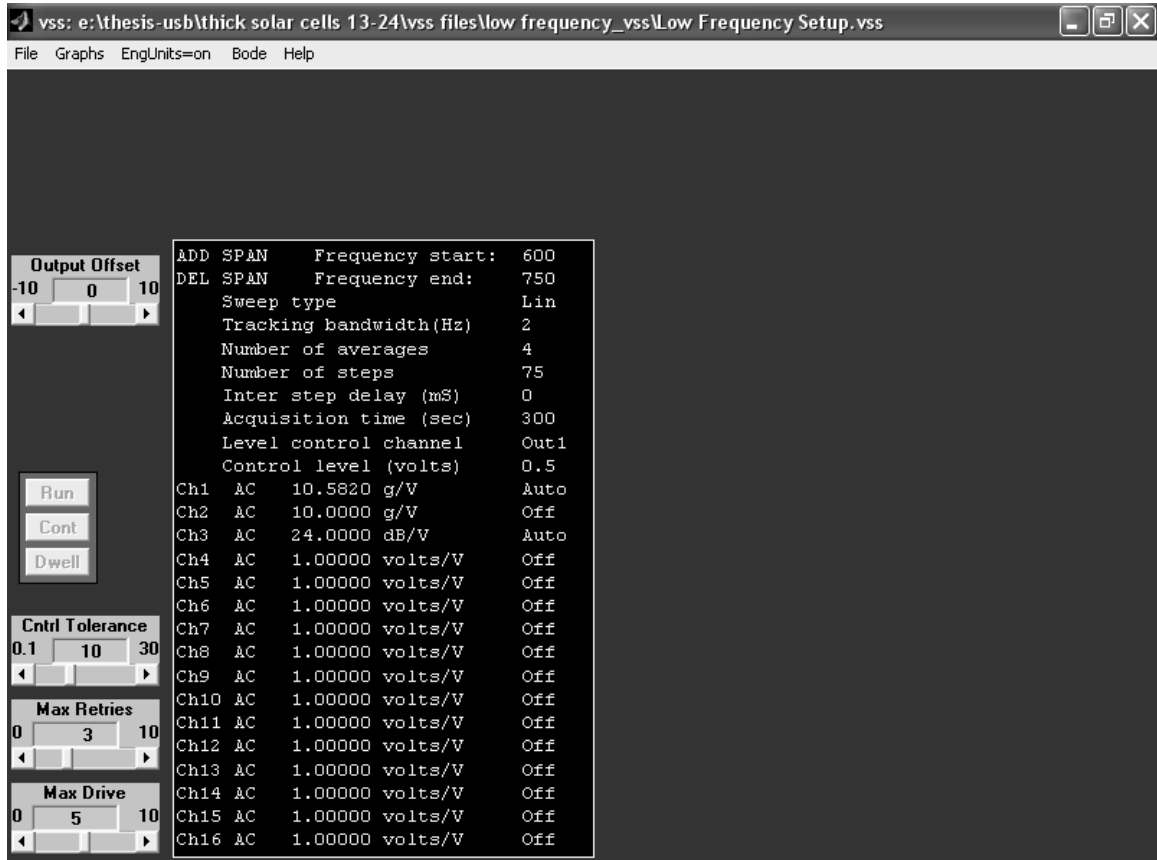 vss: e:\thesis-usb\thick solar cells 13-24\vss files\low frequency_vss\Low Frequency Setup.vss
File Graphs EngUnits=on Bode Help
Output Offset
-10 0 10
Run
Cont
Dwell
Cntrl Tolerance
0.1 10 30
Max Retries
0 3 10
Max Drive
0 5 10
ADD SPAN Frequency start: 600
DEL SPAN Frequency end: 750
Sweep type Lin
Tracking bandwidth(Hz) 2
Number of averages 4
Number of steps 75
Inter step delay (mS) 0
Acquisition time (sec) 300
Level control channel Out1
Control level (volts) 0.5
Ch1 AC 10.5820 g/V Auto
Ch2 AC 10.0000 g/V Off
Ch3 AC 24.0000 dB/V Auto
Ch4 AC 1.00000 volts/V Off
Ch5 AC 1.00000 volts/V Off
Ch6 AC 1.00000 volts/V Off
Ch7 AC 1.00000 volts/V Off
Ch8 AC 1.00000 volts/V Off
Ch9 AC 1.00000 volts/V Off
Ch10 AC 1.00000 volts/V Off
Ch11 AC 1.00000 volts/V Off
Ch12 AC 1.00000 volts/V Off
Ch13 AC 1.00000 volts/V Off
Ch14 AC 1.00000 volts/V Off
Ch15 AC 1.00000 volts/V Off
Ch16 AC 1.00000 volts/V Off